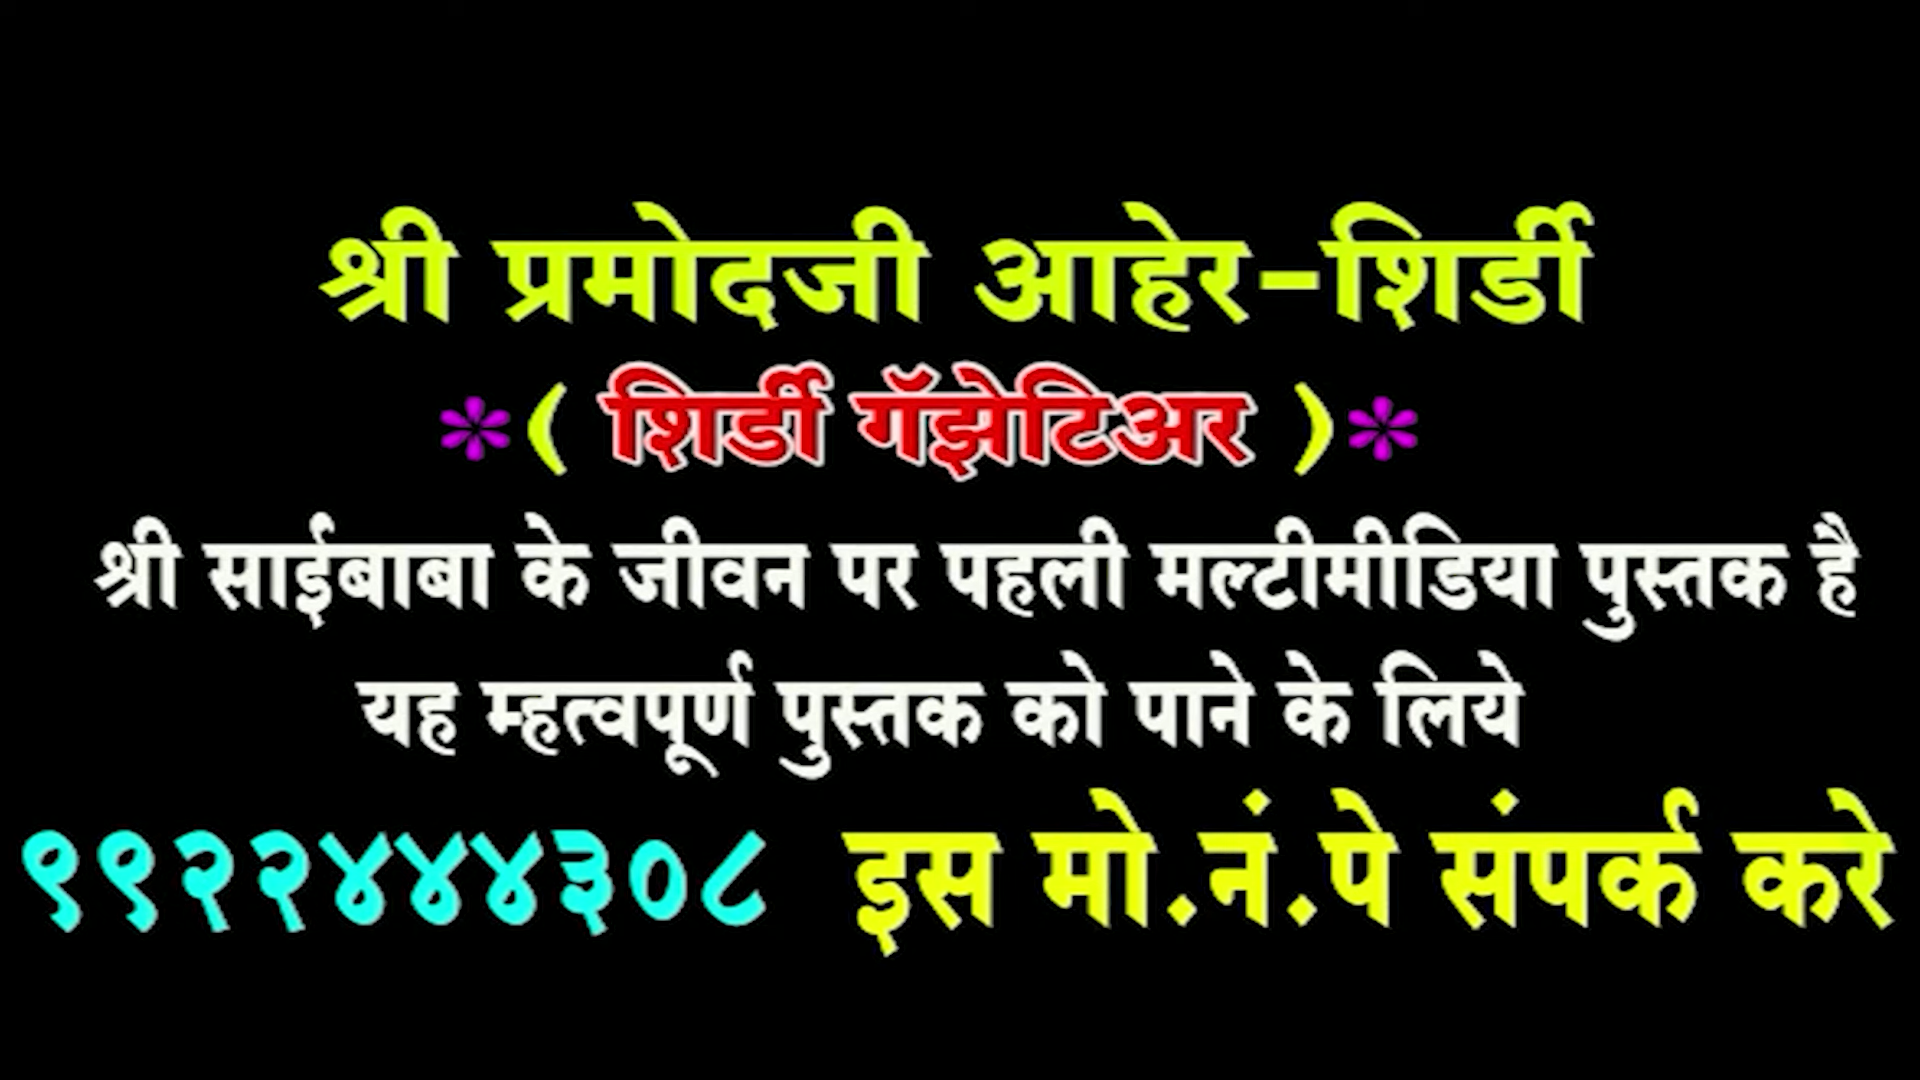 श्री प्रमोदजी आहेर-शिर्डी
*( शिर्डी गॅझेटिअर )*
श्री साईबाबा के जीवन पर पहली मल्टीमीडिया पुस्तक है
यह म्हत्वपूर्ण पुस्तक को पाने के लिये
९९२२४४४३०८ इस मो.नं.पे संपर्क करे